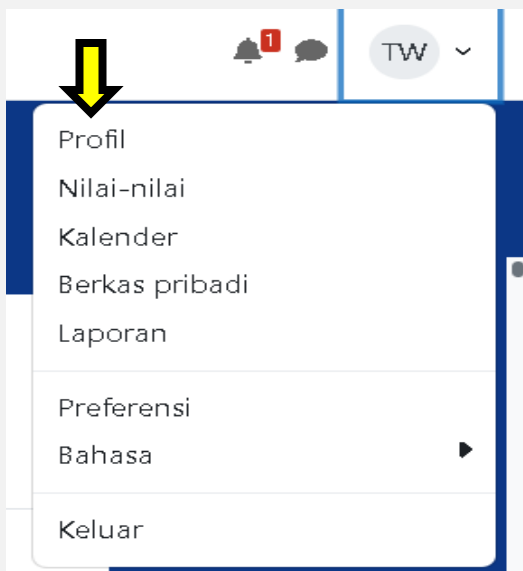 1
TW
Profil
Nilai-nilai
Kalender
Berkas pribadi
Laporan
Preferensi
Bahasa
Keluar